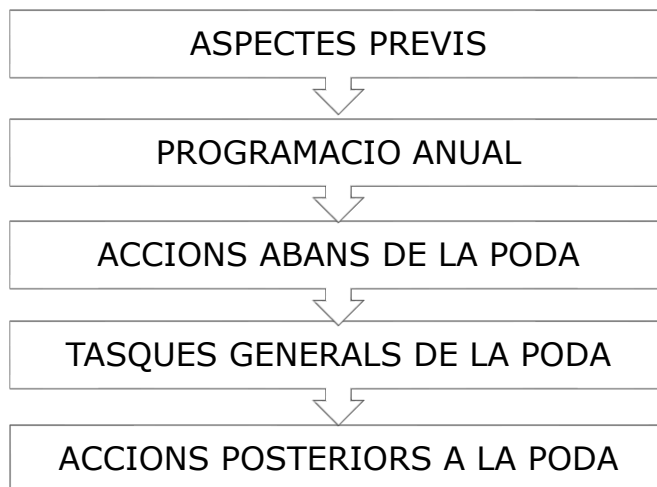 ASPECTES PREVIS
PROGRAMACIO ANUAL
ACCIONS ABANS DE LA PODA
TASQUES GENERALS DE LA PODA
ACCIONS POSTERIORS A LA PODA